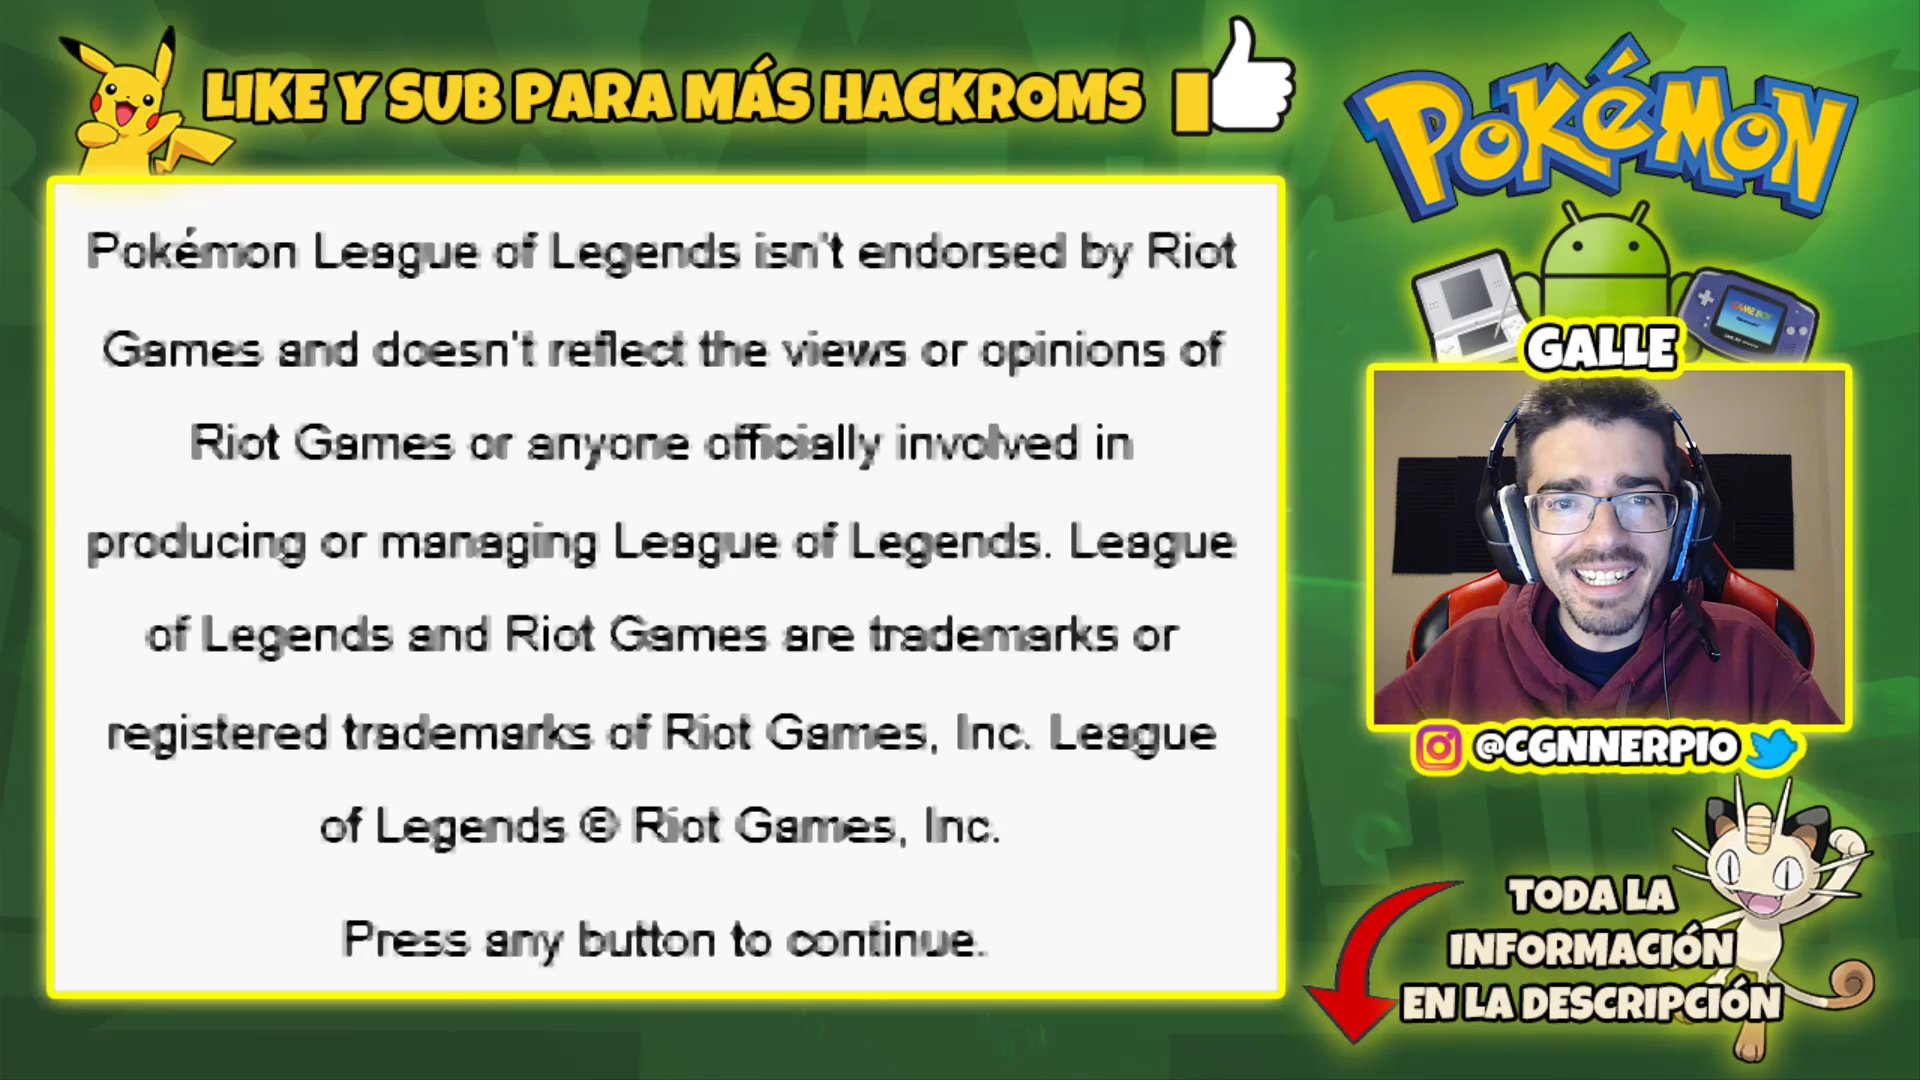 LIKE Y SUB PARA MÁS HACKROMS
POKÉMON
Pokémon League of Legends isn't endorsed by Riot
Games and doesn't reflect the views or opinions of
Riot Games or anyone officially involved in
producing or managing League of Legends. League
of Legends and Riot Games are trademarks or
registered trademarks of Riot Games, Inc. League
of Legends © Riot Games, Inc.
Press any button to continue.
GAME BOY
GALLE
@CGNNERPIO
TODA LA
INFORMACIÓN
EN LA DESCRIPCIÓN